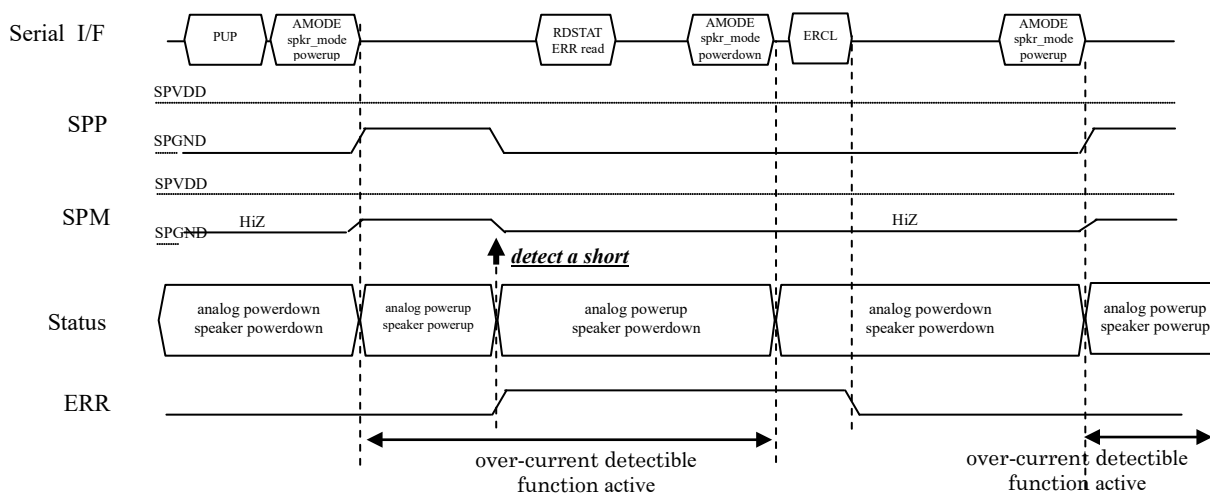 Serial I/F
PUP
AMODE
spkr_mode
powerup
RDSTAT
ERR read
AMODE
spkr_mode
powerdown
ERCL
AMODE
spkr_mode
powerup
SPVDD
SPP
SPGND
SPVDD
SPM
SPGND
HiZ
HiZ
detect a short
Status
analog powerdown
speaker powerdown
analog powerup
speaker powerup
analog powerup
speaker powerdown
analog powerdown
speaker powerdown
analog powerup
speaker powerup
ERR
over-current detectible
function active
over-current detectible
function active